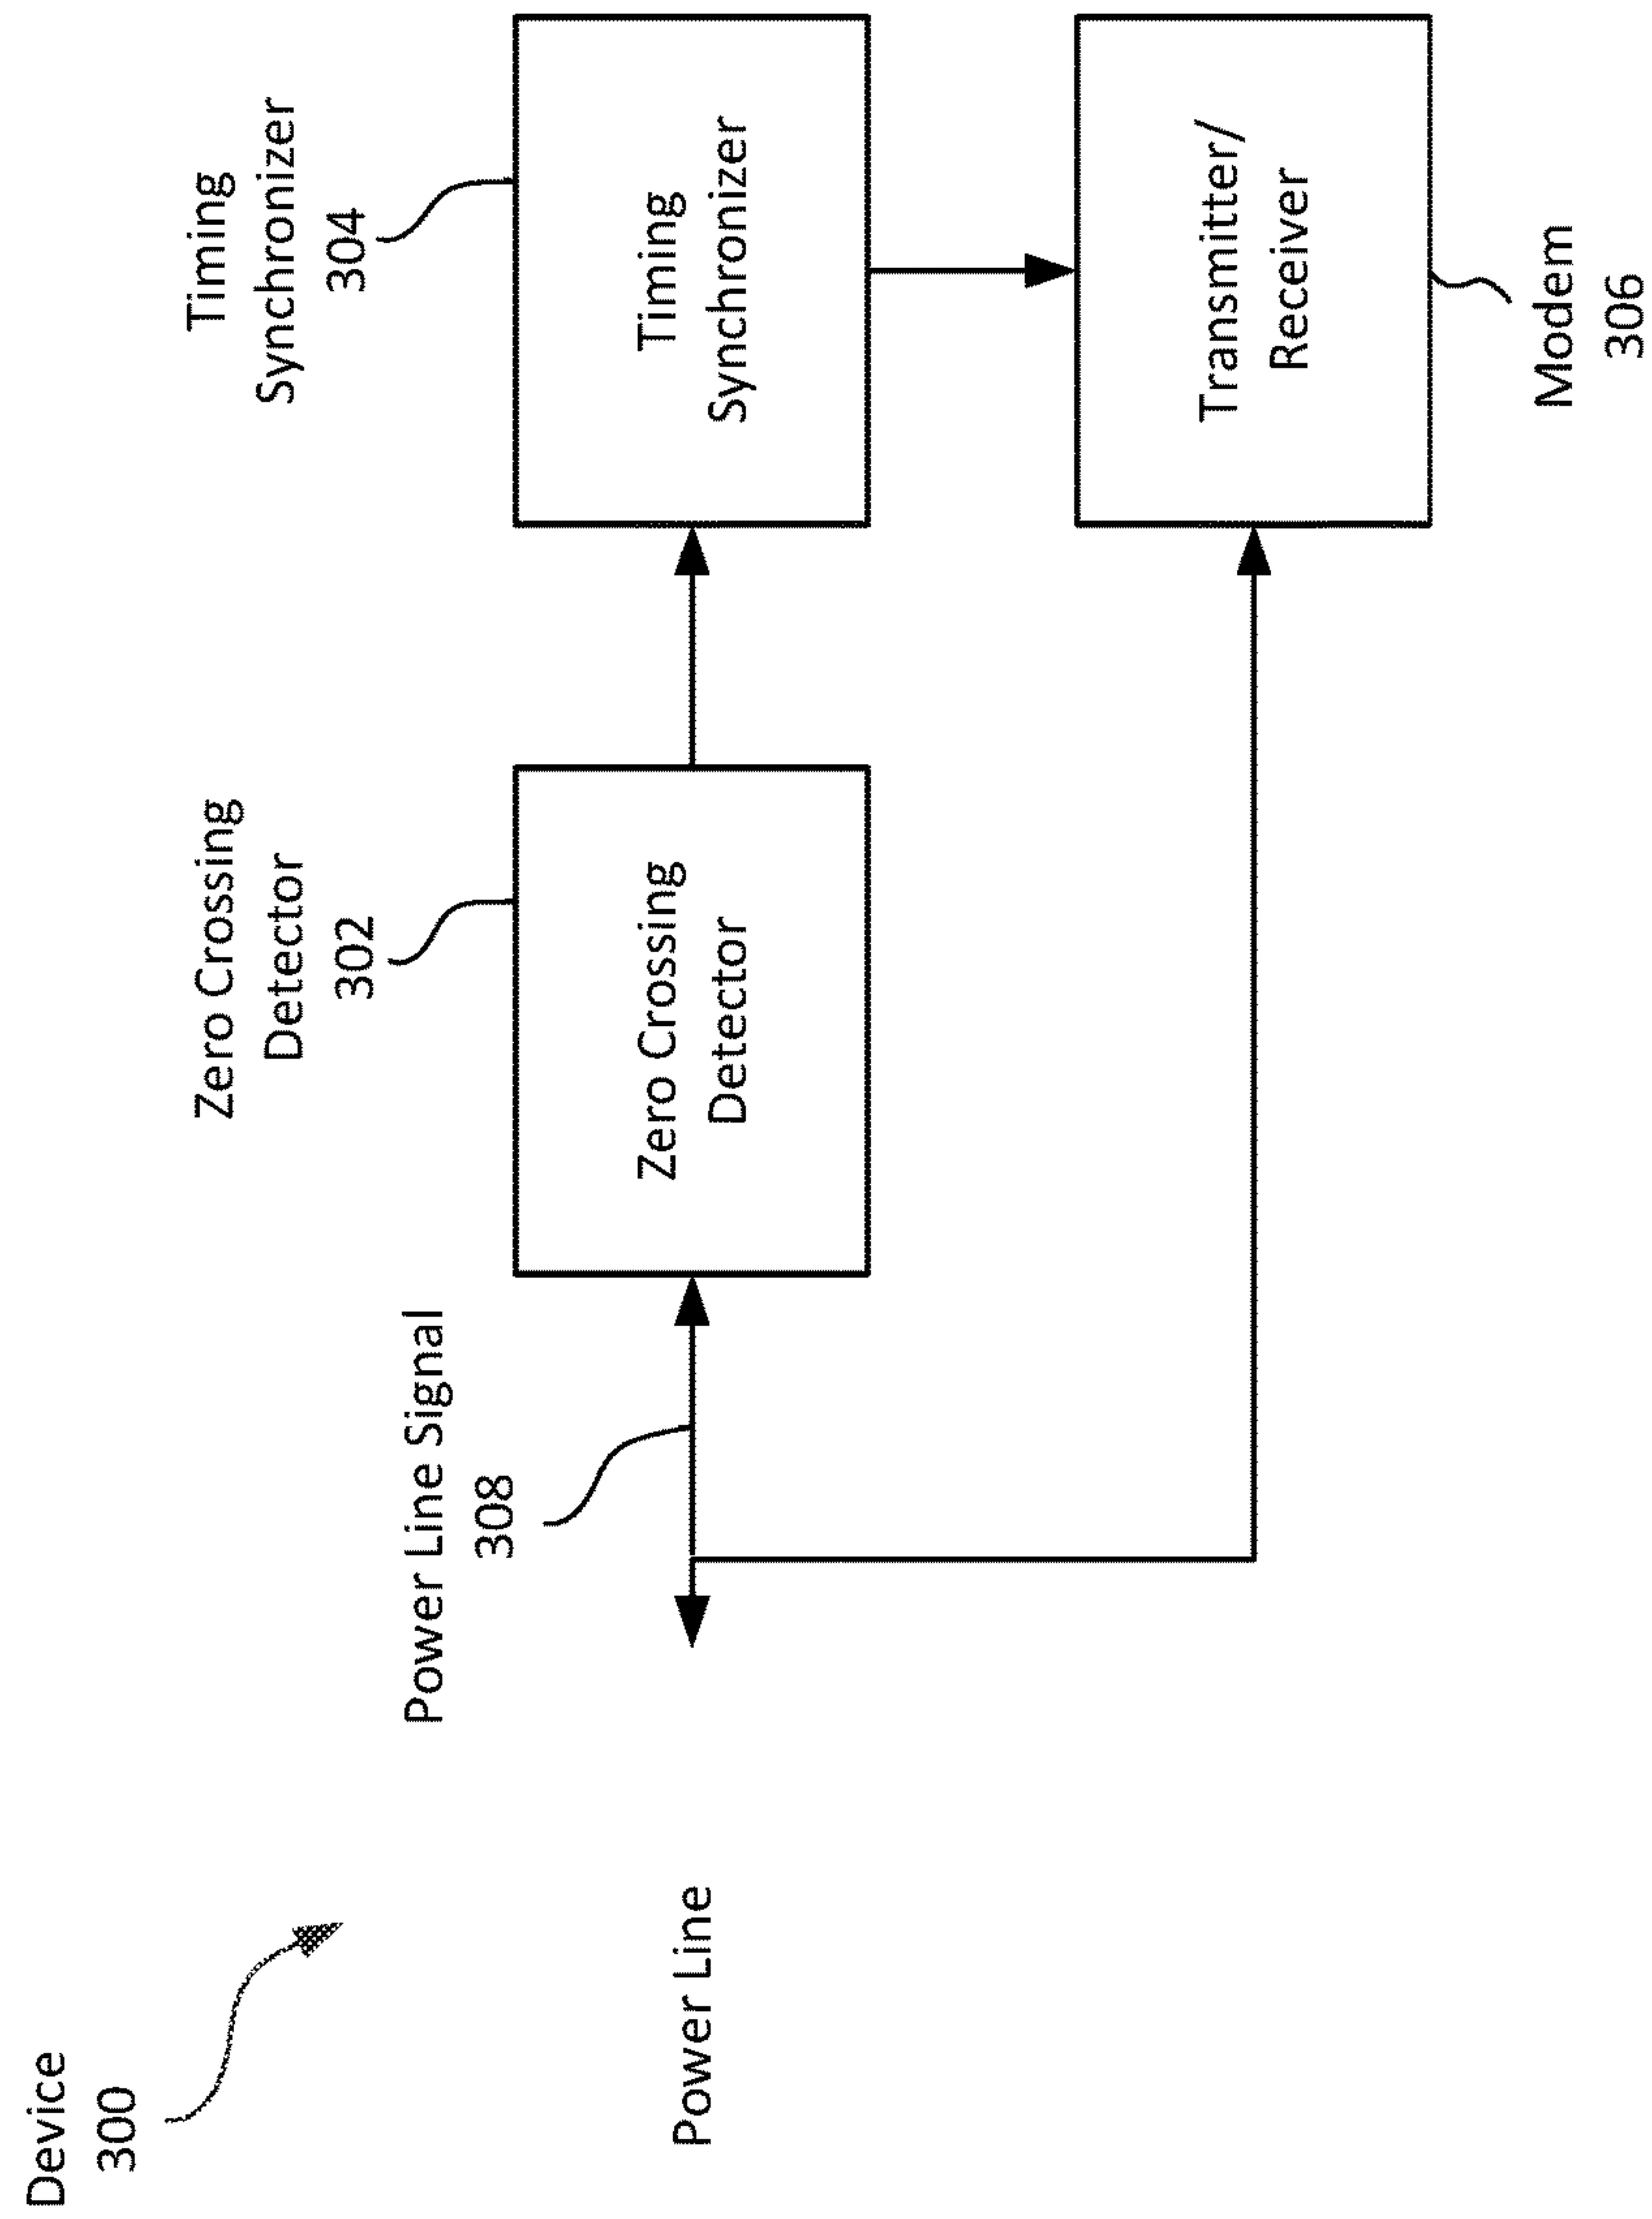 Device
300
Power Line
Power Line Signal
308
Zero Crossing
Detector
302
Zero Crossing
Detector
Timing
Synchronizer
304
Timing
Synchronizer
Transmitter/
Receiver
Modem
306